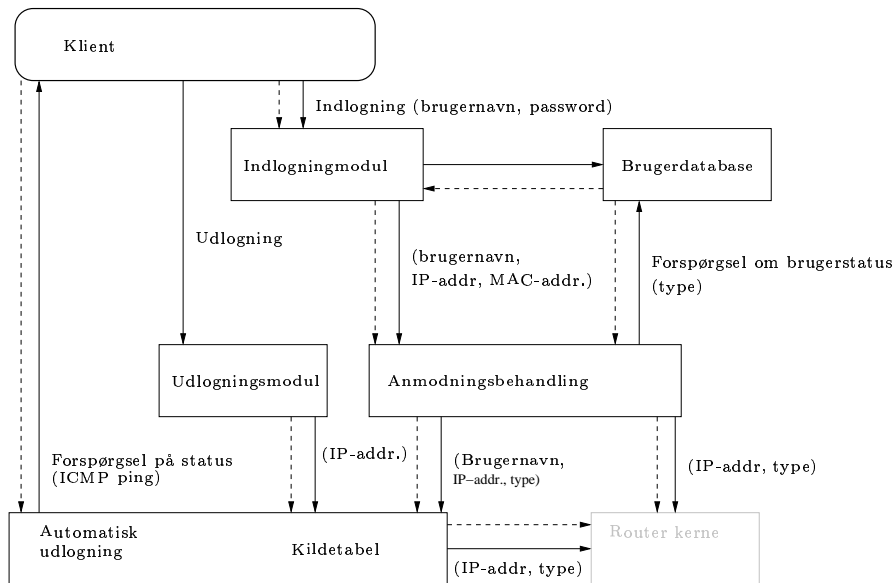 Klient
Indlogning (brugernavn, password)
Indlogningmodul
Brugerdatabase
Udlogning
(brugernavn,
IP-addr, MAC-addr.)
Forspørgsel om brugerstatus
(type)
Udlogningsmodul
Anmodningsbehandling
Forspørgsel på status
(ICMP ping)
(IP-addr.)
(Brugernavn,
IP-addr., type)
(IP-addr, type)
Automatisk
udlogning
Kildetabel
Router kerne
(IP-addr, type)